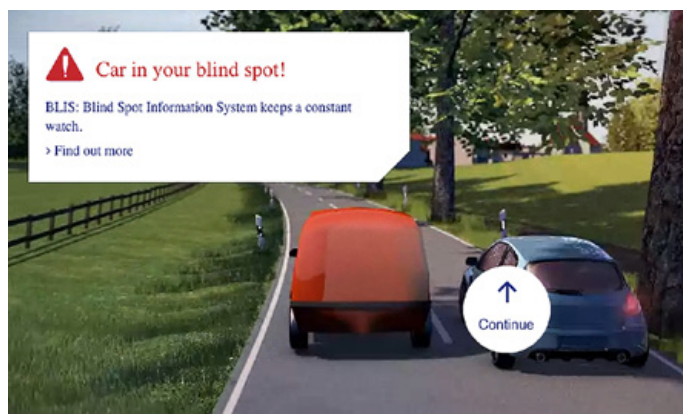 Car in your blind spot!
BLIS: Blind Spot Information System keeps a constant
watch.
> Find out more
Continue